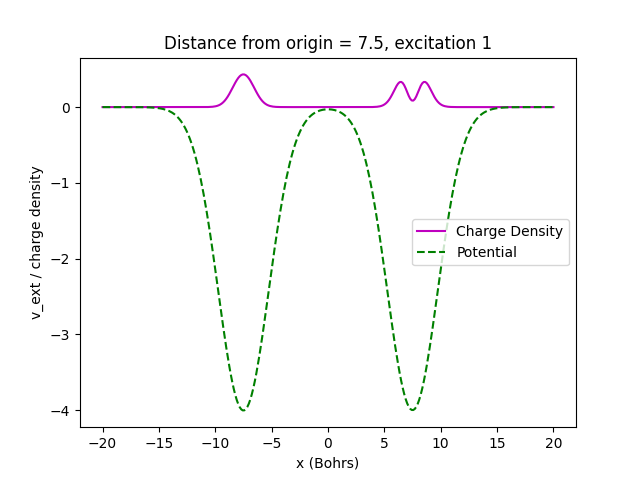 Distance from origin = 7.5, excitation 1
v_ext / charge density
0
−1
−2
−3
−4
Charge Density
Potential
−20
−15
−10
−5
0
5
10
15
20
x (Bohrs)